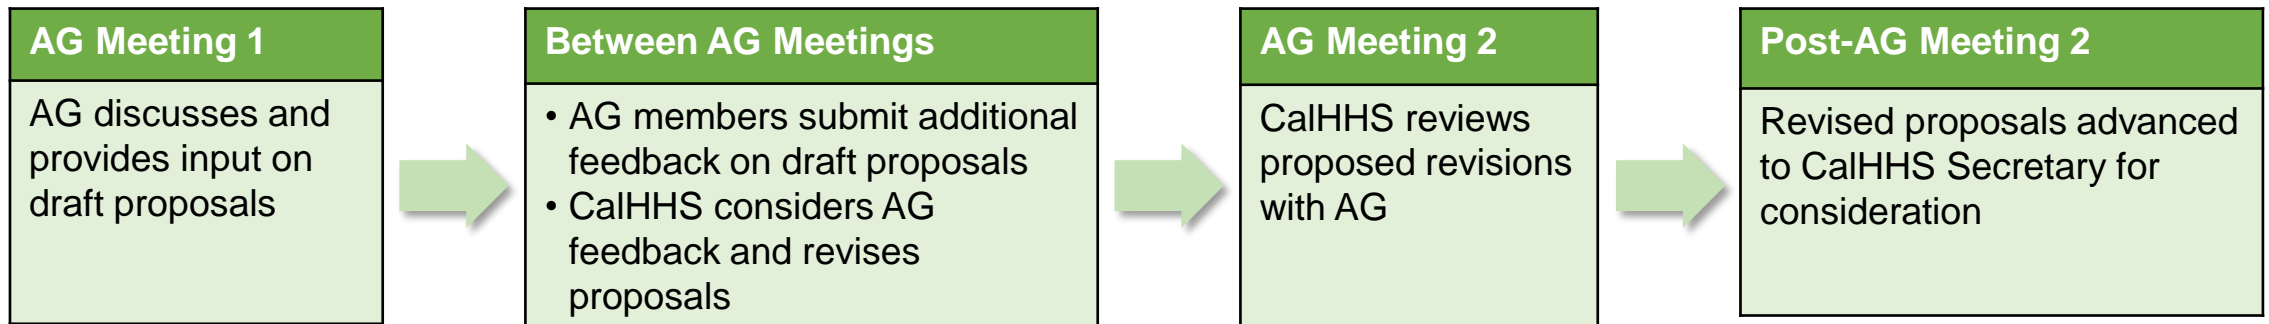 AG Meeting 1
AG discusses and
provides input on
draft proposals
Between AG Meetings
• AG members submit additional
feedback on draft proposals
• CalHHS considers AG
feedback and revises
proposals
AG Meeting 2
CalHHS reviews
proposed revisions
with AG
Post-AG Meeting 2
Revised proposals advanced
to CalHHS Secretary for
consideration